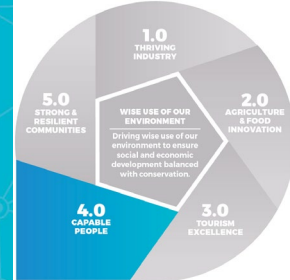 1.0
THRIVING
INDUSTRY
2.0
AGRICULTURE
& FOOD
INNOVATION
3.0
TOURISM
EXCELLENCE
4.0
CAPABLE
PEOPLE
5.0
STRONG &
RESILIENT
COMMUNITIES
WISE USE OF OUR
ENVIRONMENT
Driving wise use of our
environment to ensure
social and economic
development balanced
with conservation.